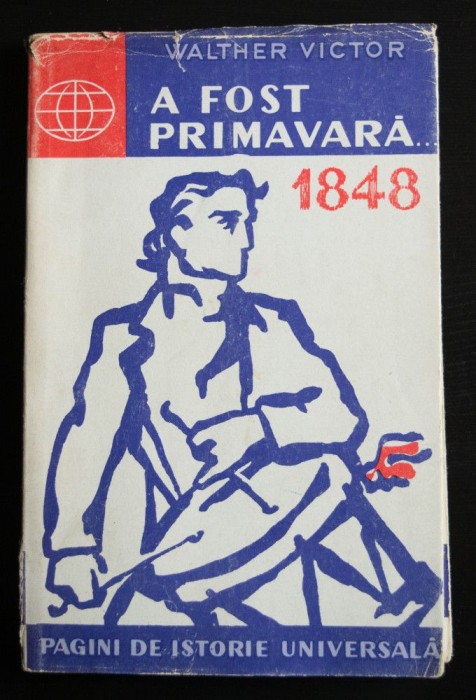 WALTHER VICTOR
A FOST
PRIMAVARĂ...
1848
PAGINI DE ISTORIE UNIVERSALĂ